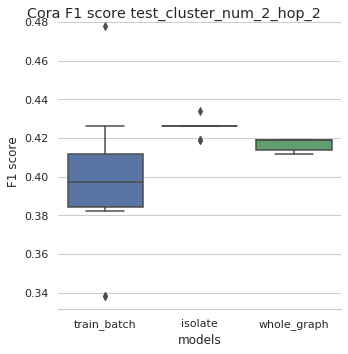 Cora F1 score test_cluster_num_2_hop_2
0.48
0.46
0.44
0.42
0.40
0.38
0.36
0.34
F1 score
train_batch isolate whole_graph
models